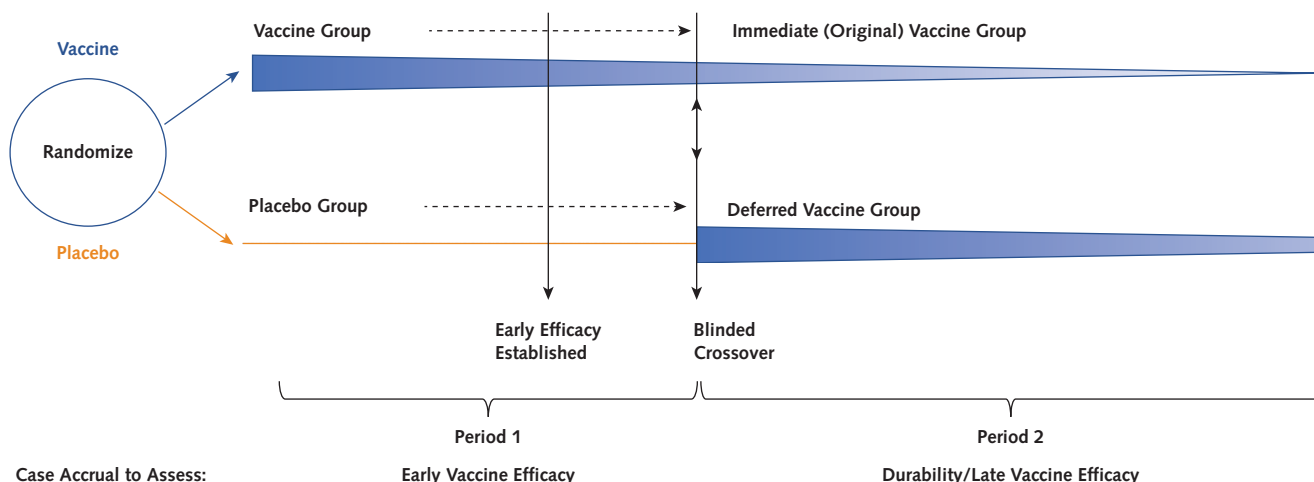 Vaccine Group
Immediate (Original) Vaccine Group
Vaccine
Randomize
Placebo Group
Deferred Vaccine Group
Placebo
Early Efficacy
Established
Blinded
Crossover
Period 1
Period 2
Case Accrual to Assess:
Early Vaccine Efficacy
Durability/Late Vaccine Efficacy